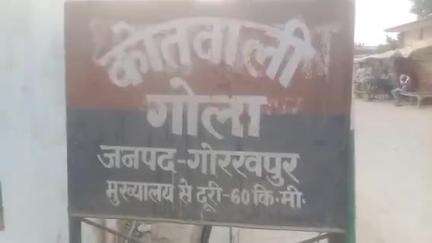 कोतवाली
गोला
जनपद-गोरखपुर
मुख्यालय से दूरी-60 कि.मी.